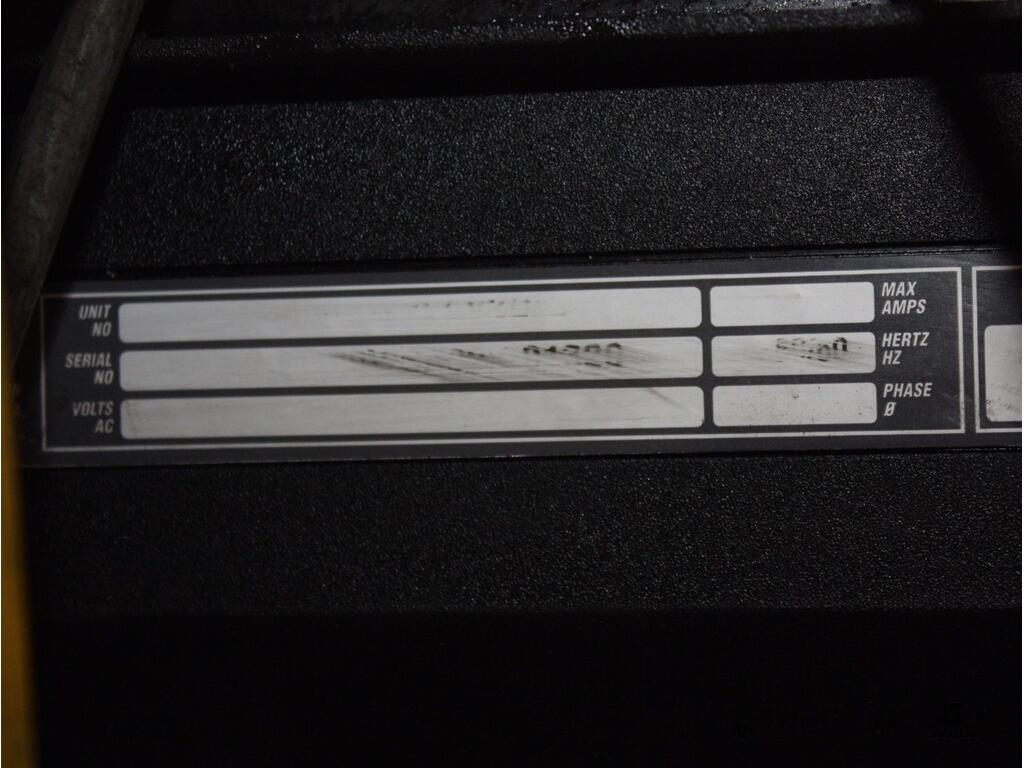 UNIT NO
MAX AMPS
SERIAL NO
HERTZ HZ
VOLTS AC
PHASE Ø